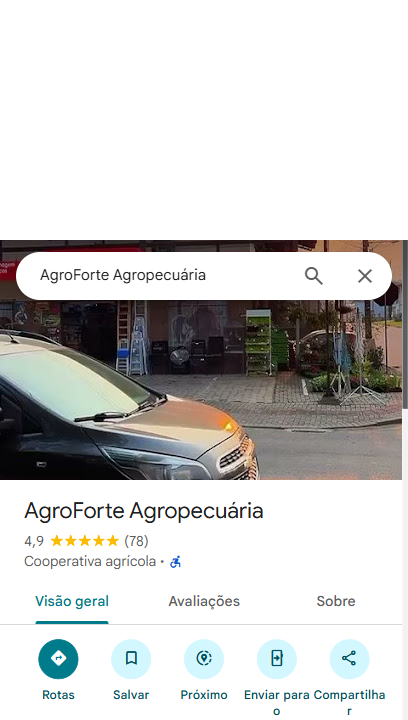 AgroForte Agropecuária
AgroForte Agropecuária
4,9 (78)
Cooperativa agrícola ·
Visão geral Avaliações Sobre
Rotas Salvar Próximo Enviar para o Compartilhar